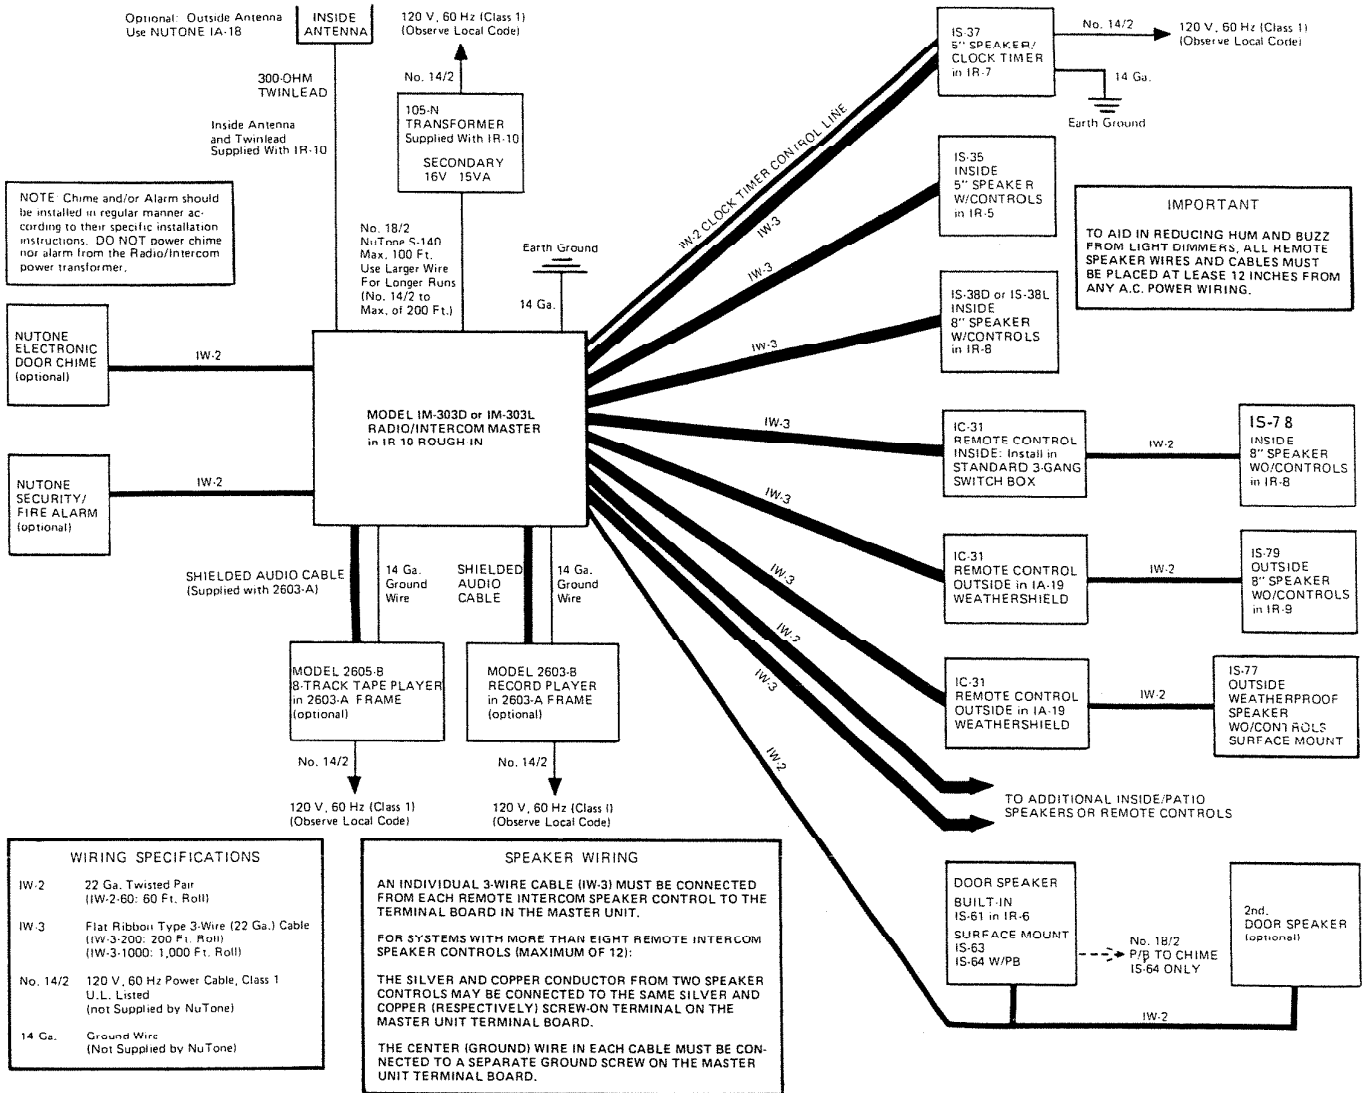 Optional: Outside Antenna
Use NUTONE IA-18
INSIDE
ANTENNA
120 V, 60 Hz (Class 1)
(Observe Local Code)
No. 14/2
300-OHM
TWINLEAD
Inside Antenna
and Twinlead
Supplied With IR-10
105-N
TRANSFORMER
Supplied With IR-10
SECONDARY
16V 15VA
NOTE: Chime and/or Alarm should
be installed in regular manner ac-
cording to their specific installation
instructions. DO NOT power chime
nor alarm from the Radio/Intercom
power transformer.
No. 18/2
NuTone S-140
Max. 100 Ft.
Use Larger Wire
For Longer Runs
(No. 14/2 to
Max. of 200 Ft.)
Earth Ground
14 Ga.
NUTONE
ELECTRONIC
DOOR CHIME
(optional)
IW-2
NUTONE
SECURITY/
FIRE ALARM
(optional)
IW-2
MODEL IM-303D or IM-303L
RADIO/INTERCOM MASTER
in IR-10 ROUGH IN
SHIELDED AUDIO CABLE
(Supplied with 2603-A)
14 Ga.
Ground
Wire
SHIELDED
AUDIO
CABLE
14 Ga.
Ground
Wire
MODEL 2605-B
8-TRACK TAPE PLAYER
in 2603-A FRAME
(optional)
MODEL 2603-B
RECORD PLAYER
in 2603-A FRAME
(optional)
No. 14/2
No. 14/2
120 V, 60 Hz (Class 1)
(Observe Local Code)
120 V, 60 Hz (Class I)
(Observe Local Code)
IW-2 CLOCK TIMER CONTROL LINE
IW-3
IW-3
IW-3
IW-3
IW-3
IW-3
IW-2
IW-3
IW-2
IS-37
5" SPEAKER/
CLOCK TIMER
in IR-7
No. 14/2
120 V, 60 Hz (Class 1)
(Observe Local Code)
14 Ga.
Earth Ground
IS-35
INSIDE
5" SPEAKER
W/CONTROLS
in IR-5
IMPORTANT
TO AID IN REDUCING HUM AND BUZZ
FROM LIGHT DIMMERS, ALL REMOTE
SPEAKER WIRES AND CABLES MUST
BE PLACED AT LEASE 12 INCHES FROM
ANY A.C. POWER WIRING.
IS-38D or IS-38L
INSIDE
8" SPEAKER
W/CONTROLS
in IR-8
IC-31
REMOTE CONTROL
INSIDE: Install in
STANDARD 3-GANG
SWITCH BOX
IW-2
IS-78
INSIDE
8" SPEAKER
WO/CONTROLS
in IR-8
IC-31
REMOTE CONTROL
OUTSIDE in IA-19
WEATHERSHIELD
IW-2
IS-79
OUTSIDE
8" SPEAKER
WO/CONTROLS
in IR-9
IC-31
REMOTE CONTROL
OUTSIDE in IA-19
WEATHERSHIELD
IW-2
IS-77
OUTSIDE
WEATHERPROOF
SPEAKER
WO/CONTROLS
SURFACE MOUNT
TO ADDITIONAL INSIDE/PATIO
SPEAKERS OR REMOTE CONTROLS
DOOR SPEAKER
BUILT-IN
IS-61 in IR-6
SURFACE MOUNT
IS-63
IS-64 W/PB
No. 18/2
P/B TO CHIME
IS-64 ONLY
2nd.
DOOR SPEAKER
(optional)
IW-2
WIRING SPECIFICATIONS
IW-2 22 Ga. Twisted Pair
(IW-2-60: 60 Ft. Roll)
IW-3 Flat Ribbon Type 3-Wire (22 Ga.) Cable
(IW-3-200: 200 Ft. Roll)
(IW-3-1000: 1,000 Ft. Roll)
No. 14/2 120 V, 60 Hz Power Cable, Class 1
U.L. Listed
(not Supplied by NuTone)
14 Ga. Ground Wire
(Not Supplied by NuTone)
SPEAKER WIRING
AN INDIVIDUAL 3-WIRE CABLE (IW-3) MUST BE CONNECTED
FROM EACH REMOTE INTERCOM SPEAKER CONTROL TO THE
TERMINAL BOARD IN THE MASTER UNIT.
FOR SYSTEMS WITH MORE THAN EIGHT REMOTE INTERCOM
SPEAKER CONTROLS (MAXIMUM OF 12):
THE SILVER AND COPPER CONDUCTOR FROM TWO SPEAKER
CONTROLS MAY BE CONNECTED TO THE SAME SILVER AND
COPPER (RESPECTIVELY) SCREW-ON TERMINAL ON THE
MASTER UNIT TERMINAL BOARD.
THE CENTER (GROUND) WIRE IN EACH CABLE MUST BE CON-
NECTED TO A SEPARATE GROUND SCREW ON THE MASTER
UNIT TERMINAL BOARD.